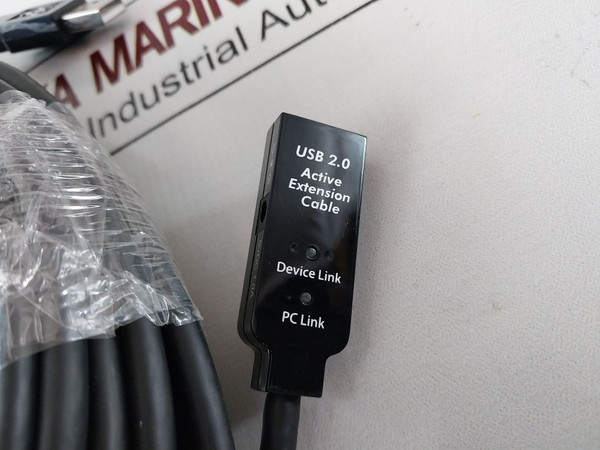 A MARIN
Industrial Aut
USB 2.0
Active
Extension
Cable
Device Link
PC Link